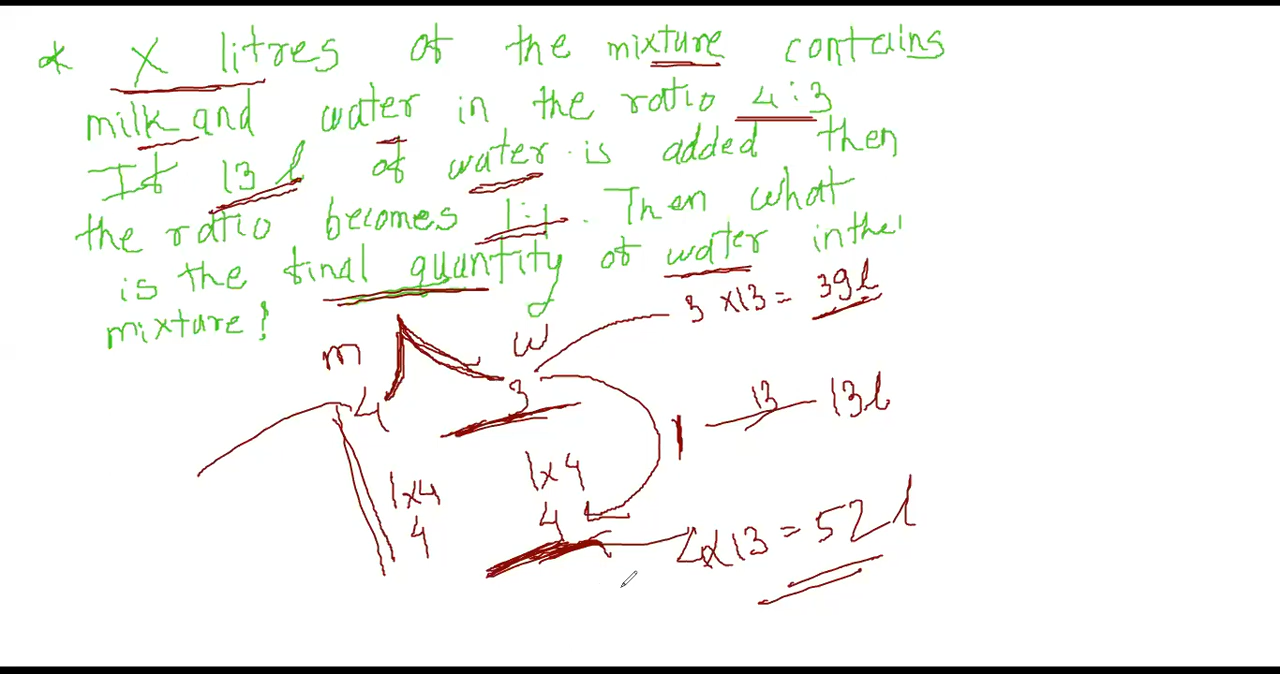 * X litres of the mixture contains
milk and water in the ratio 4:3
If 13 l of water is added then
the ratio becomes 1:1. Then what
is the final quantity of water in the
mixture?
3 x13 = 39l
m W
4 3
13 13l
1
1x4 1x4
4 4
4x13 = 52l